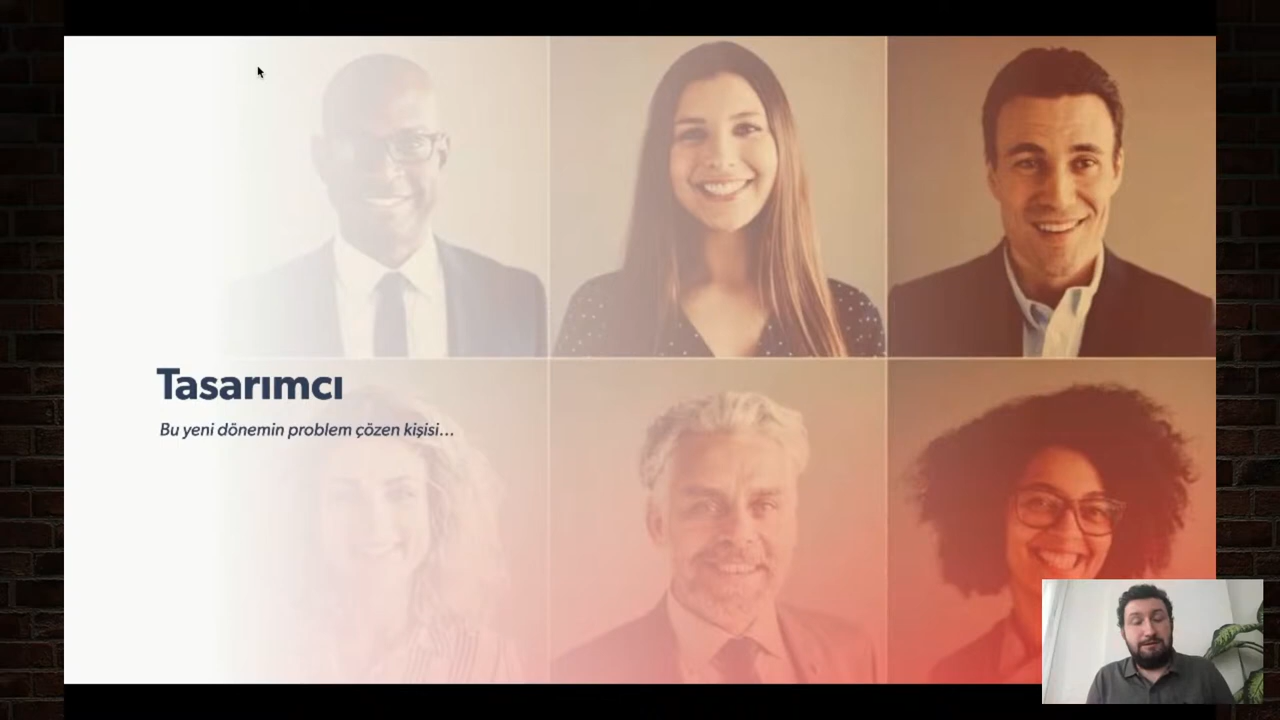 Tasarımcı
Bu yeni dönemin problem çözen kişisi...